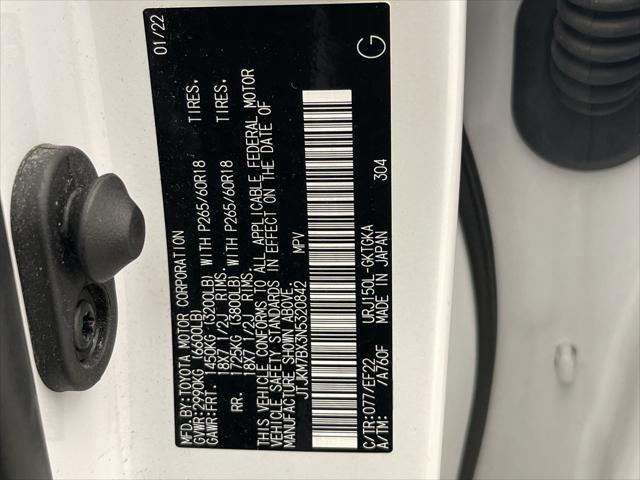 MFD.BY:TOYOTA MOTOR CORPORATION 01/22
GVWR:2990KG (6600LB)
GAWR:FRT. 1450KG (3200LB) WITH P265/60R18 TIRES.
18X7 1/2J RIMS.
RR. 1725KG (3800LB) WITH P265/60R18 TIRES.
18X7 1/2J RIMS.
THIS VEHICLE CONFORMS TO ALL APPLICABLE FEDERAL MOTOR
VEHICLE SAFETY STANDARDS IN EFFECT ON THE DATE OF
MANUFACTURE SHOWN ABOVE.
JTJKM7BX3N5320842 MPV
C/TR:077/EF22 URJ150L-GKTGKA 304 G
A/TM: /A760F MADE IN JAPAN